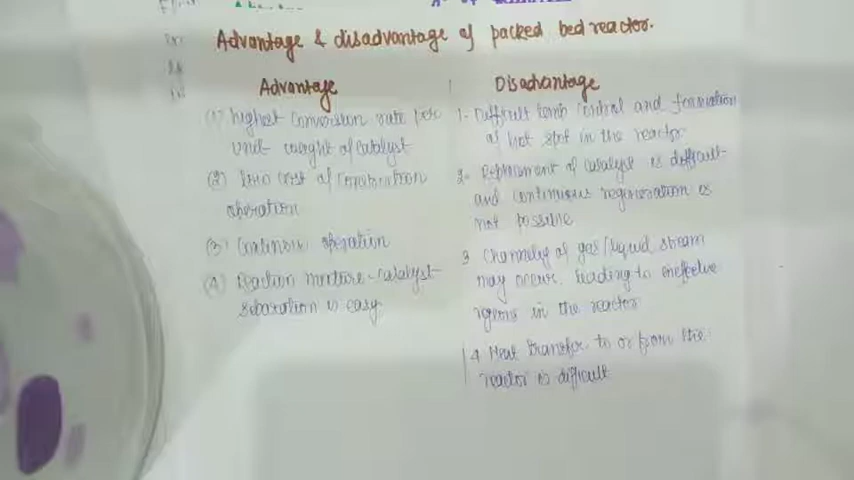 Advantage & disadvantage of packed bed reactor.
Advantage
(1) highest conversion rate per
unit weight of catalyst
(2) low cost of construction
operation
(3) Continous operation
(4) Reaction mixture-catalyst
separation is easy
Disadvantage
1- Difficult temp control and formation
of hot spot in the reactor
2- Replacement of catalyst is difficult
and continuous regeneration is
not possible
3 Channeling of gas/liquid stream
may occur, leading to ineffective
regions in the reactor
4 Heat transfer to or from the
reactor is difficult